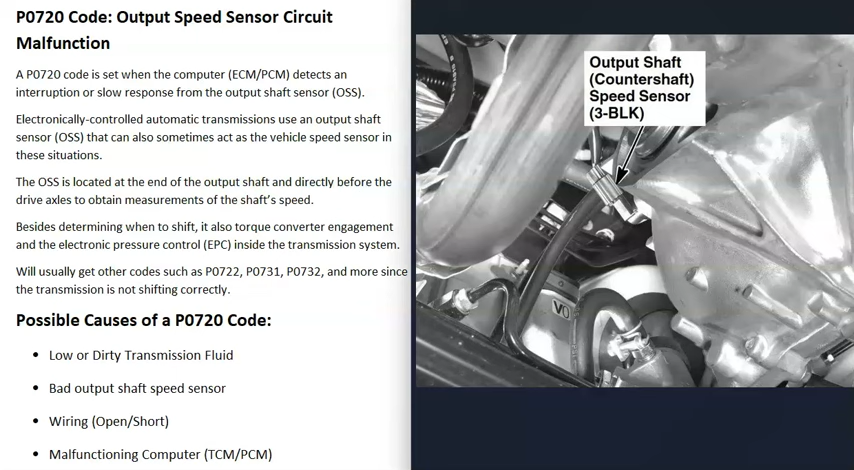 P0720 Code: Output Speed Sensor Circuit
Malfunction
A P0720 code is set when the computer (ECM/PCM) detects an
interruption or slow response from the output shaft sensor (OSS).
Electronically-controlled automatic transmissions use an output shaft
sensor (OSS) that can also sometimes act as the vehicle speed sensor in
these situations.
The OSS is located at the end of the output shaft and directly before the
drive axles to obtain measurements of the shaft's speed.
Besides determining when to shift, it also torque converter engagement
and the electronic pressure control (EPC) inside the transmission system.
Will usually get other codes such as P0722, P0731, P0732, and more since
the transmission is not shifting correctly.
Possible Causes of a P0720 Code:
• Low or Dirty Transmission Fluid
• Bad output shaft speed sensor
• Wiring (Open/Short)
• Malfunctioning Computer (TCM/PCM)
Output Shaft
(Countershaft)
Speed Sensor
(3-BLK)